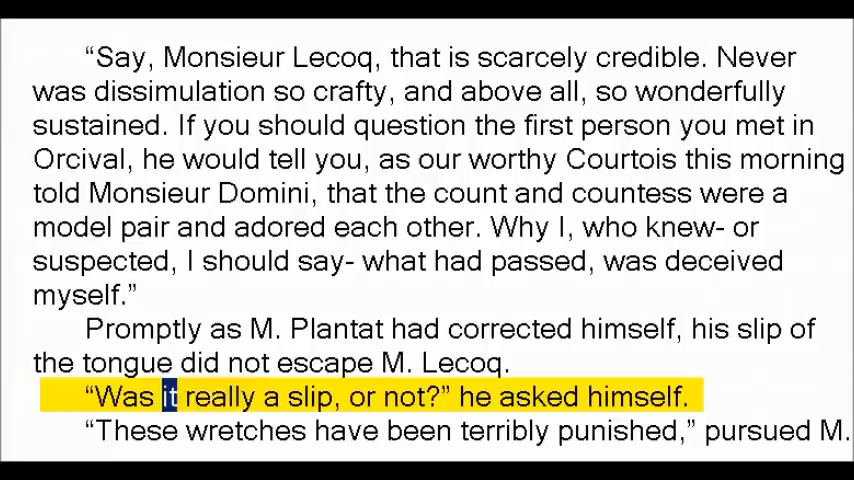 “Say, Monsieur Lecoq, that is scarcely credible. Never
was dissimulation so crafty, and above all, so wonderfully
sustained. If you should question the first person you met in
Orcival, he would tell you, as our worthy Courtois this morning
told Monsieur Domini, that the count and countess were a
model pair and adored each other. Why I, who knew- or
suspected, I should say- what had passed, was deceived
myself.”
Promptly as M. Plantat had corrected himself, his slip of
the tongue did not escape M. Lecoq.
“Was it really a slip, or not?” he asked himself.
“These wretches have been terribly punished,” pursued M.